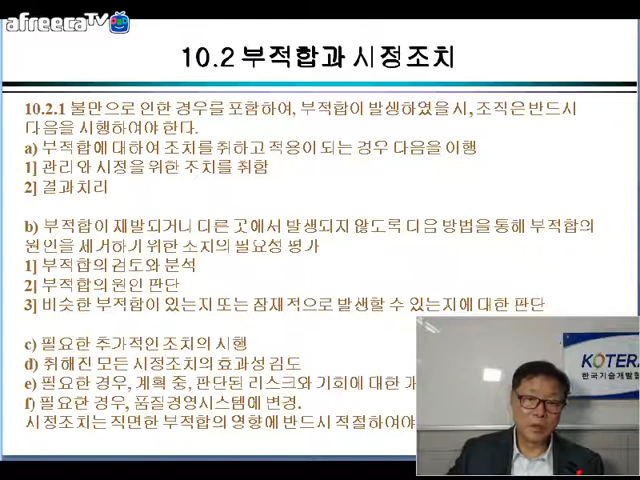 afreecaTV
10.2 부적합과 시정조치
10.2.1 불만으로 인한 경우를 포함하여, 부적합이 발생하였을 시, 조직은 반드시
다음을 시행하여야 한다.
a) 부적합에 대하여 조치를 취하고 적용이 되는 경우 다음을 이행
1] 관리와 시정을 위한 조치를 취함
2] 결과처리
b) 부적합이 재발되거나 다른 곳에서 발생되지 않도록 다음 방법을 통해 부적합의
원인을 제거하기 위한 조치의 필요성 평가
1] 부적합의 검토와 분석
2] 부적합의 원인 판단
3] 비슷한 부적합이 있는지 또는 잠재적으로 발생할 수 있는지에 대한 판단
c) 필요한 추가적인 조치의 시행
d) 취해진 모든 시정조치의 효과성 검토
e) 필요한 경우, 계획 중, 판단된 리스크와 기회에 대한
f) 필요한 경우, 품질경영시스템에 변경.
시정조치는 직면한 부적합의 영향에 반드시 적절하여야
KOTERA
한국기술개발협